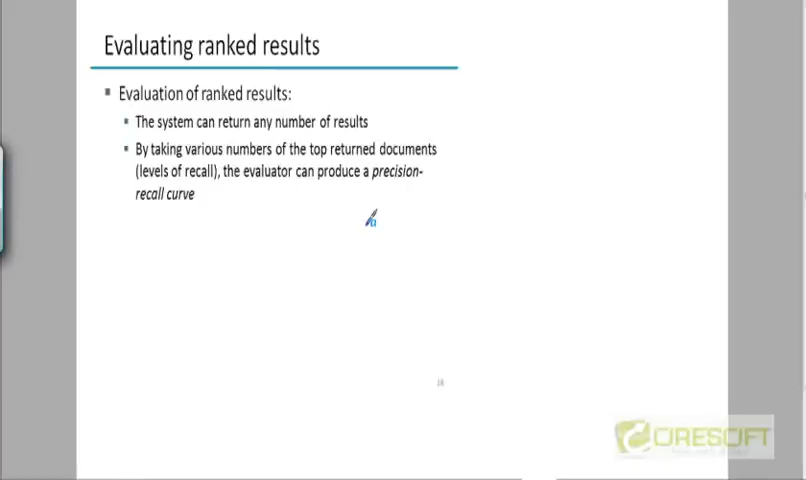 Evaluating ranked results
Evaluation of ranked results:
The system can return any number of results
By taking various numbers of the top returned documents
(levels of recall), the evaluator can produce a precision-
recall curve
18